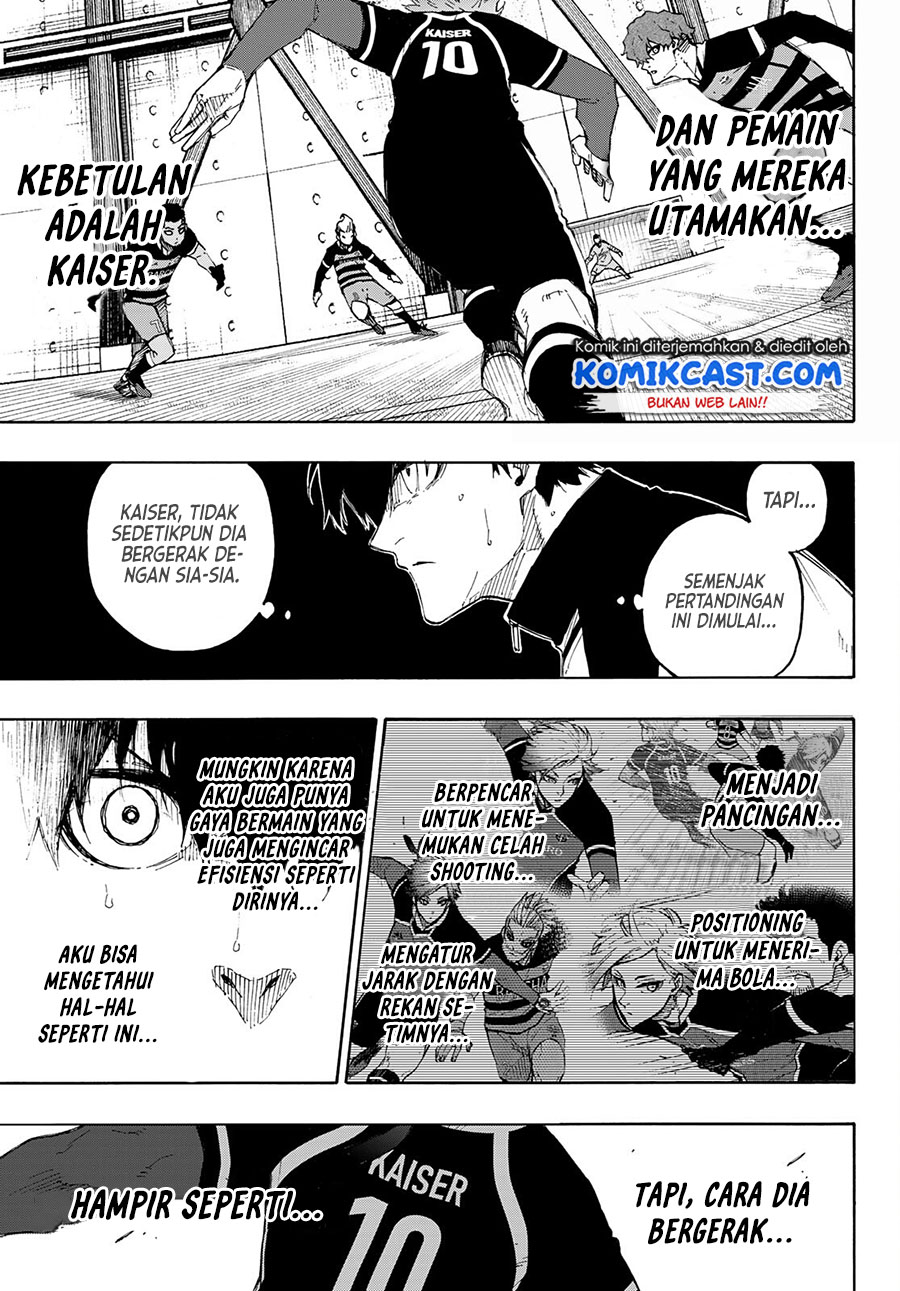 KAISER
10
DAN PEMAIN
YANG MEREKA
UTAMAKAN...
KEBETULAN
ADALAH
KAISER.
Komik ini diterjemahkan & diedit oleh
KOMIKCAST.COM
BUKAN WEB LAIN!!
TAPI...
SEMENJAK
PERTANDINGAN
INI DIMULAI...
KAISER, TIDAK
SEDETIKPUN DIA
BERGERAK DE-
NGAN SIA-SIA.
MENJADI
PANCINGAN...
10
BERPENCAR
UNTUK MENE-
MUKAN CELAH
SHOOTING...
POSITIONING
UNTUK MENERI-
MA BOLA...
MENGATUR
JARAK DENGAN
REKAN SE-
TIMNYA...
MUNGKIN KARENA
AKU JUGA PUNYA
GAYA BERMAIN YANG
JUGA MENGINCAR
EFISIENSI SEPERTI
DIRINYA...
AKU BISA
MENGETAHUI
HAL-HAL
SEPERTI INI...
TAPI, CARA DIA
BERGERAK...
KAISER
10
HAMPIR SEPERTI...